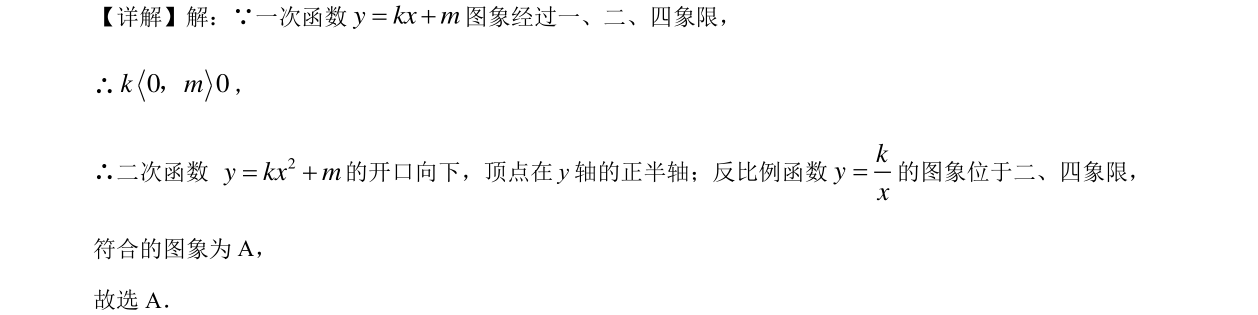 【详解】解：∵一次函数 y = kx + m 图象经过一、二、四象限，
∴ k⟨0，m⟩0，
∴二次函数 y = kx² + m 的开口向下，顶点在 y 轴的正半轴；反比例函数 y = k/x 的图象位于二、四象限，
符合的图象为 A，
故选 A．